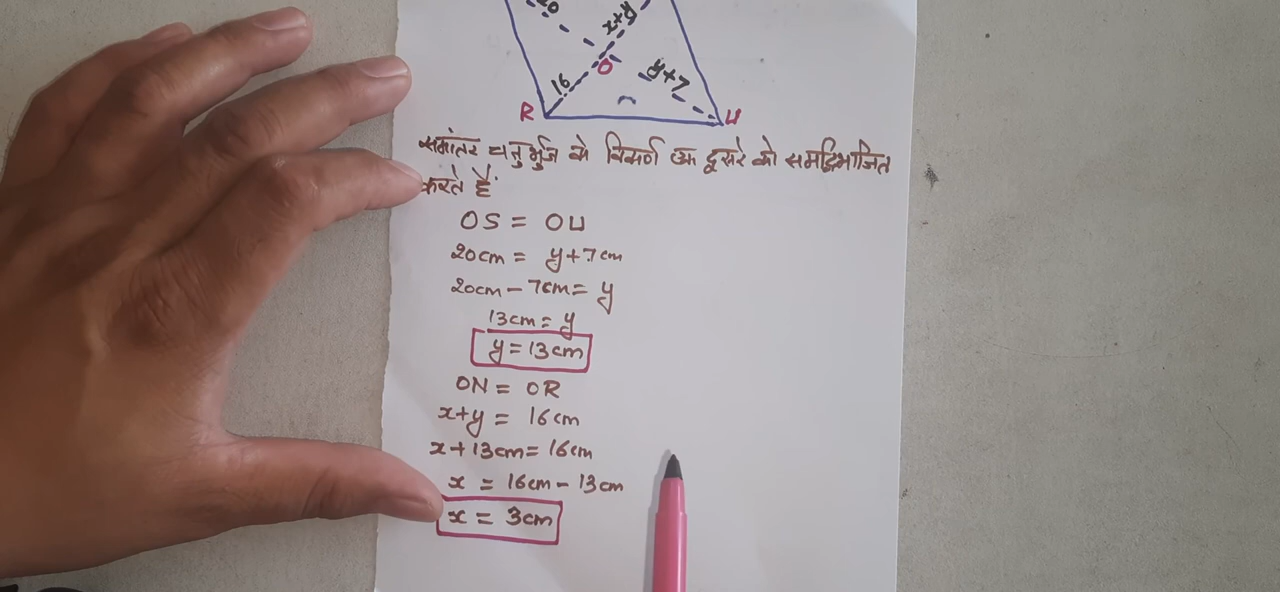 20 x+y
16 O y+7
R U
समांतर चतुर्भुज के विकर्ण एक दूसरे को समद्विभाजित
करते हैं
OS = OU
20cm = y+7cm
20cm - 7cm = y
13cm = y
y = 13cm
ON = OR
x+y = 16cm
x + 13cm = 16cm
x = 16cm - 13cm
x = 3cm